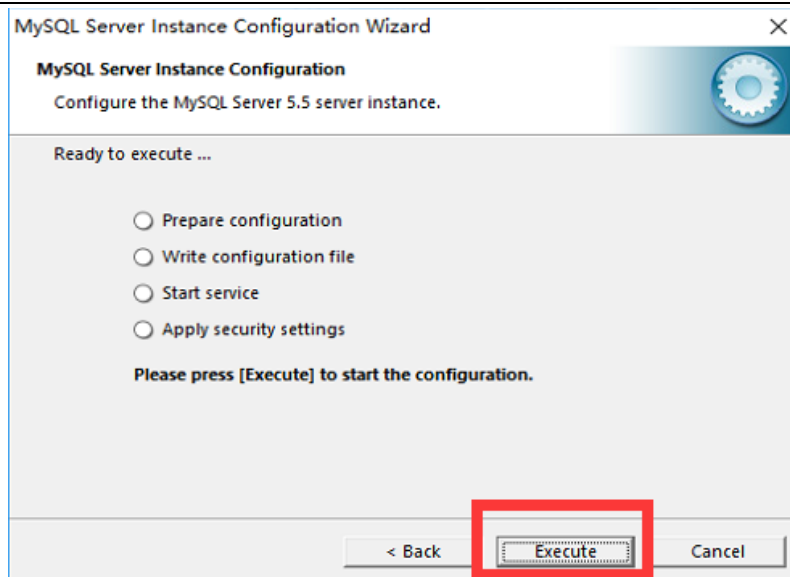 MySQL Server Instance Configuration Wizard
MySQL Server Instance Configuration
Configure the MySQL Server 5.5 server instance.
Ready to execute ...
Prepare configuration
Write configuration file
Start service
Apply security settings
Please press [Execute] to start the configuration.
< Back Execute Cancel